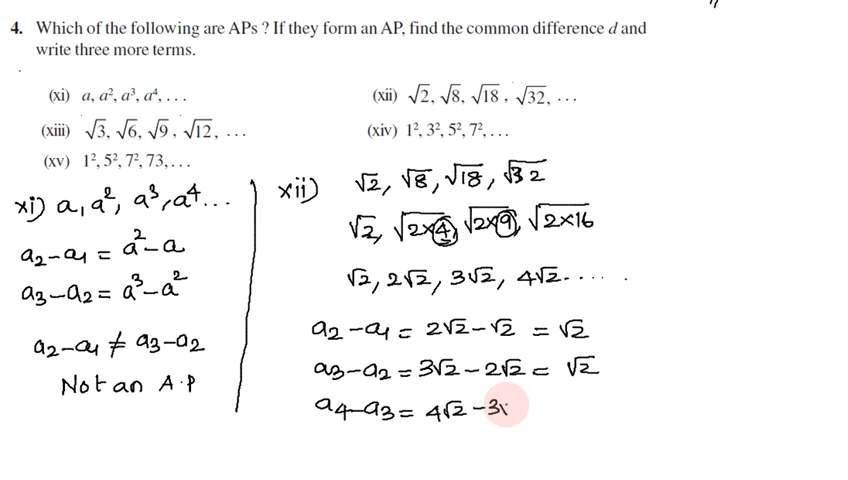 4. Which of the following are APs ? If they form an AP, find the common difference d and
write three more terms.
(xi) a, a², a³, a⁴, . . .
(xii) √2, √8, √18, √32, . . .
(xiii) √3, √6, √9, √12, . . .
(xiv) 1², 3², 5², 7², . . .
(xv) 1², 5², 7², 73, . . .
xi) a, a², a³, a⁴ . . .
a₂-a₁ = a²-a
a₃-a₂ = a³-a²
a₂-a₁ ≠ a₃-a₂
Not an A.P
xii) √2, √8, √18, √32
√2, √2×4, √2×9, √2×16
√2, 2√2, 3√2, 4√2 . . . . .
a₂-a₁ = 2√2-√2 = √2
a₃-a₂ = 3√2-2√2 = √2
a₄-a₃ = 4√2-3